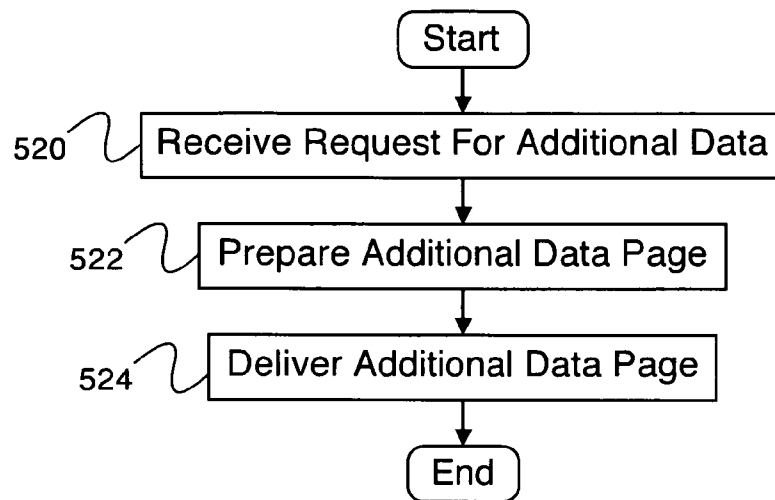 Start
520 Receive Request For Additional Data
522 Prepare Additional Data Page
524 Deliver Additional Data Page
End